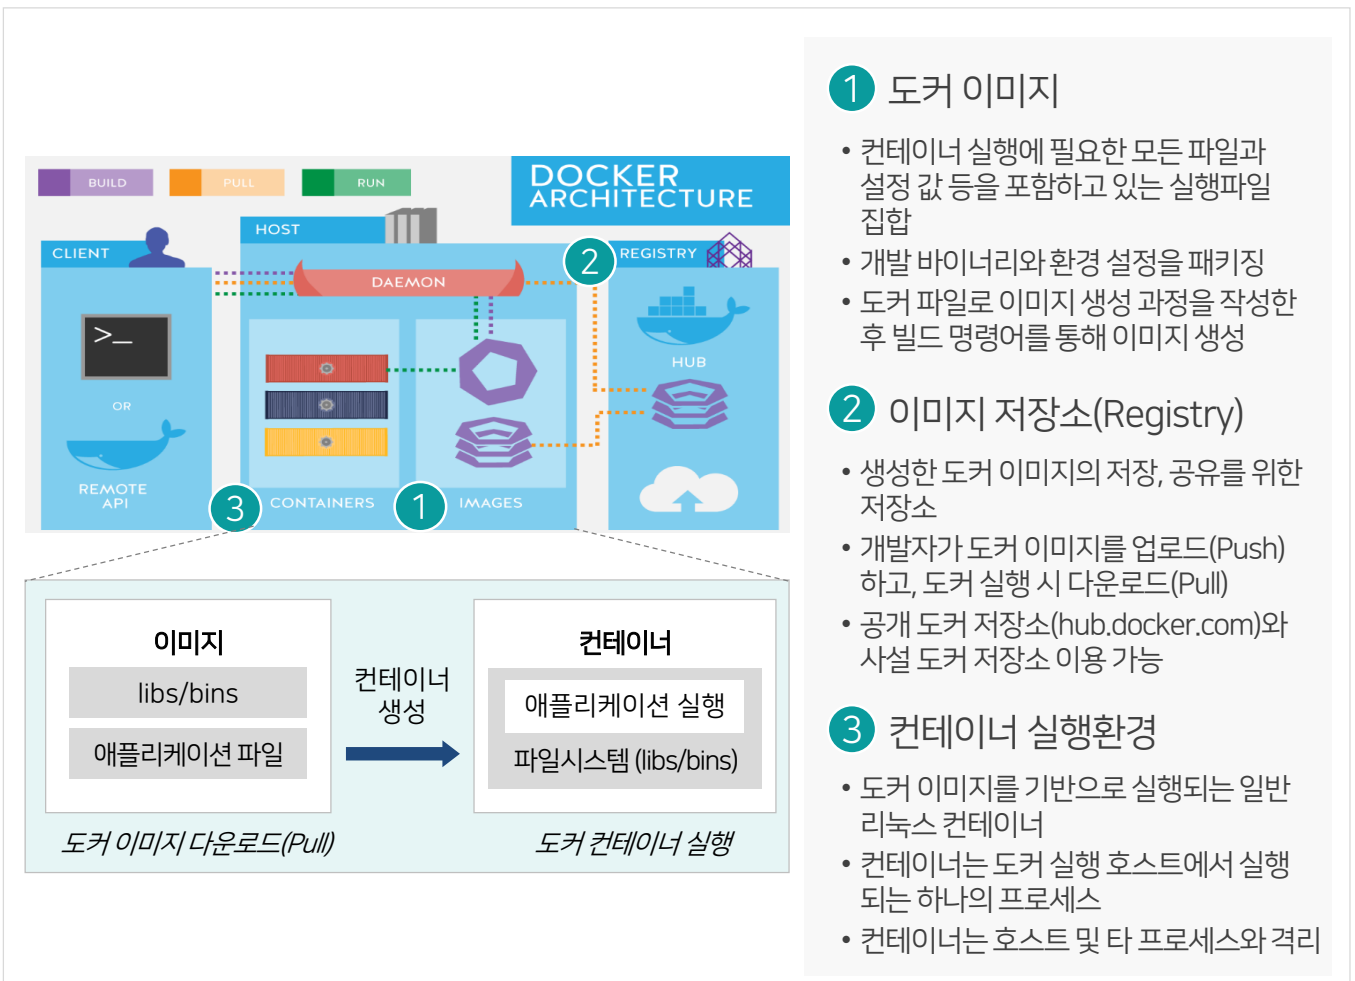 BUILD
PULL
RUN
DOCKER
ARCHITECTURE
CLIENT
HOST
REGISTRY
DAEMON
>_
OR
REMOTE
API
CONTAINERS
IMAGES
HUB
2
3
1
이미지
libs/bins
애플리케이션 파일
도커 이미지 다운로드(Pull)
컨테이너
생성
컨테이너
애플리케이션 실행
파일시스템 (libs/bins)
도커 컨테이너 실행
1 도커 이미지
• 컨테이너 실행에 필요한 모든 파일과
설정 값 등을 포함하고 있는 실행파일
집합
• 개발 바이너리와 환경 설정을 패키징
• 도커 파일로 이미지 생성 과정을 작성한
후 빌드 명령어를 통해 이미지 생성
2 이미지 저장소(Registry)
• 생성한 도커 이미지의 저장, 공유를 위한
저장소
• 개발자가 도커 이미지를 업로드(Push)
하고, 도커 실행 시 다운로드(Pull)
• 공개 도커 저장소(hub.docker.com)와
사설 도커 저장소 이용 가능
3 컨테이너 실행환경
• 도커 이미지를 기반으로 실행되는 일반
리눅스 컨테이너
• 컨테이너는 도커 실행 호스트에서 실행
되는 하나의 프로세스
• 컨테이너는 호스트 및 타 프로세스와 격리